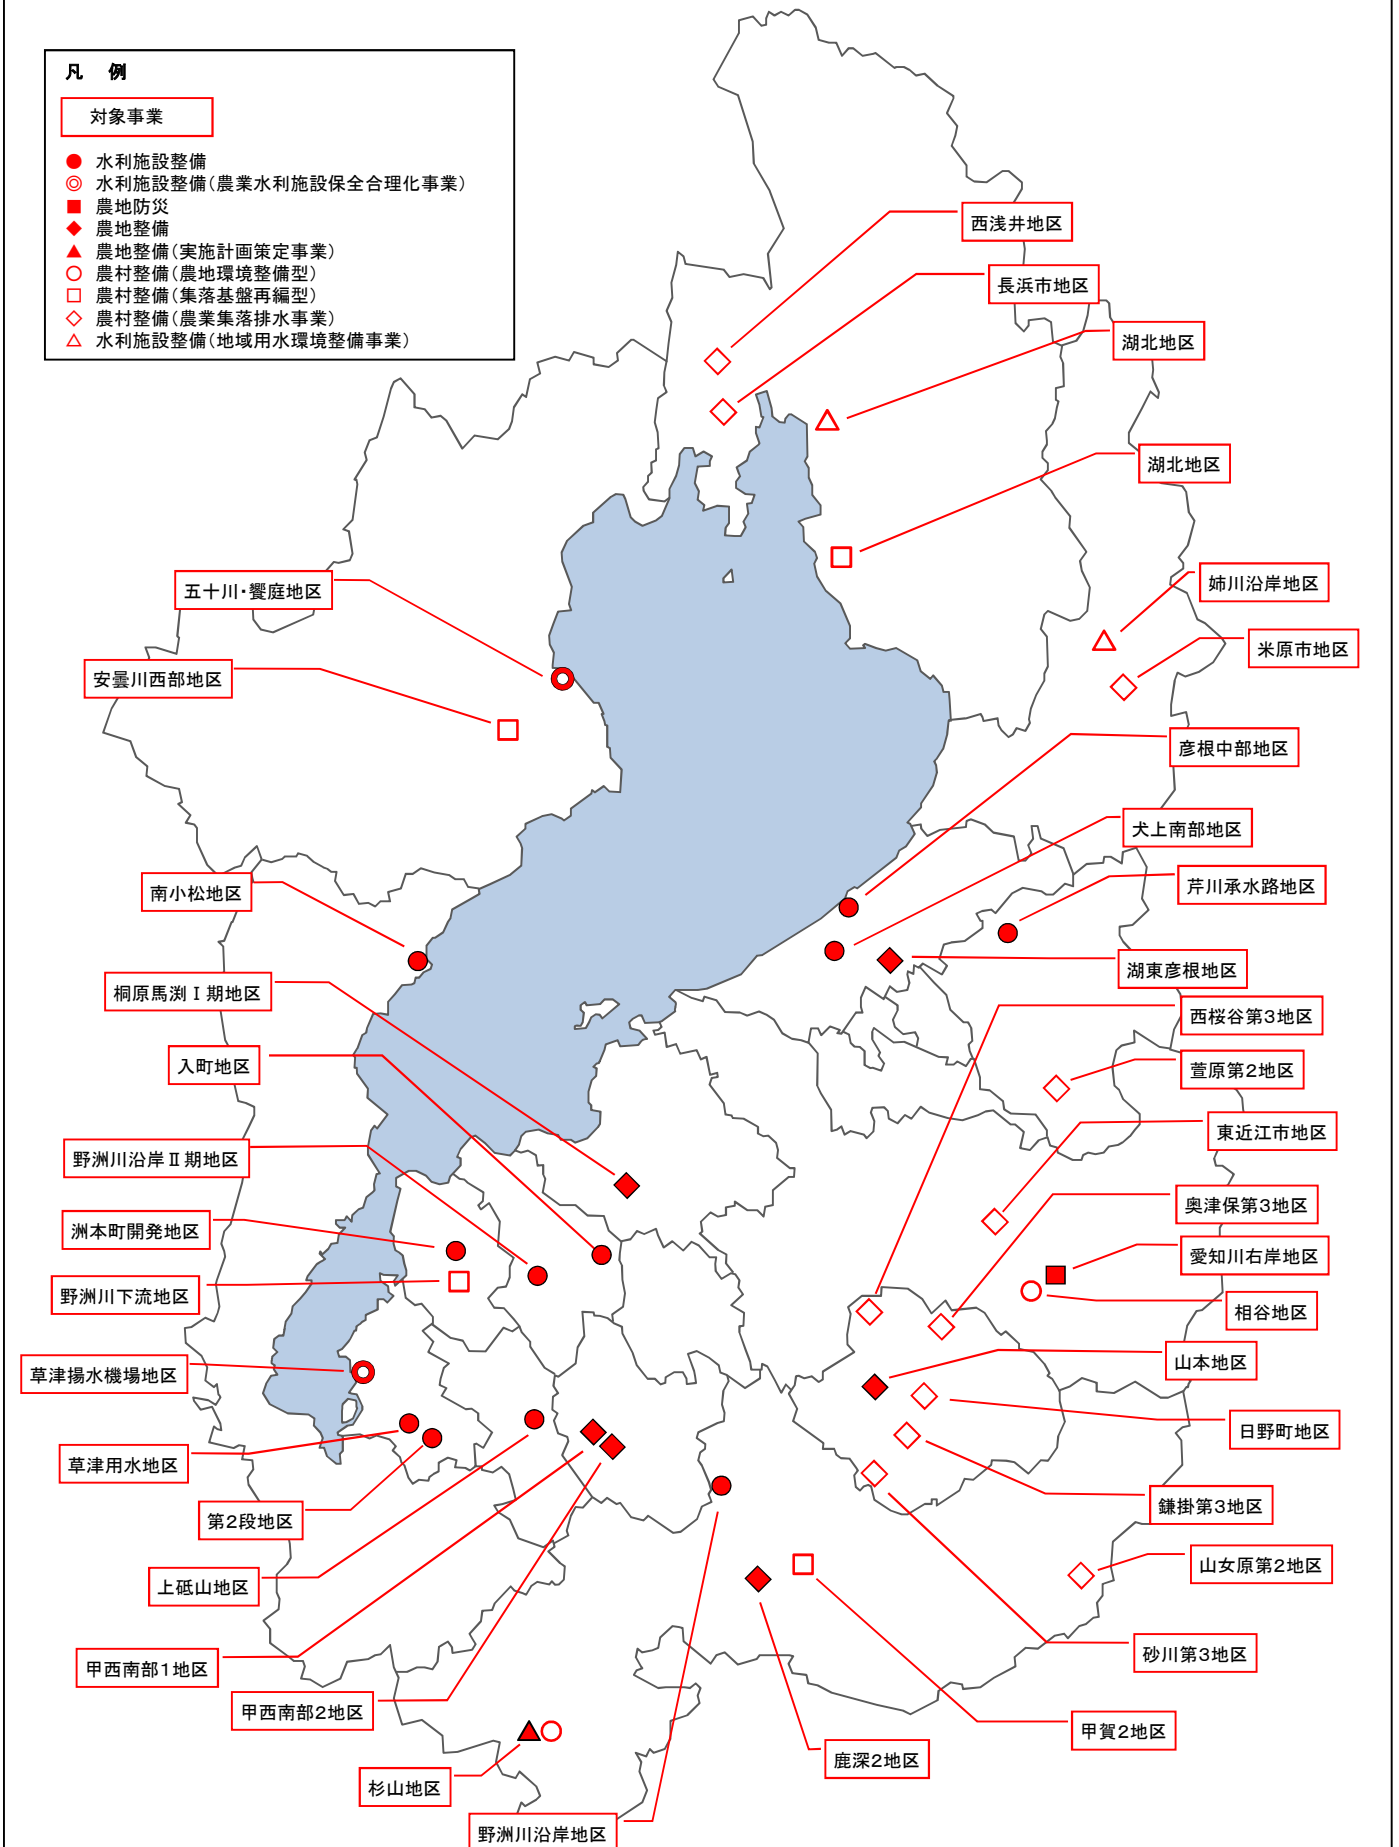 凡 例
対象事業
水利施設整備
水利施設整備(農業水利施設保全合理化事業)
農地防災
農地整備
農地整備(実施計画策定事業)
農村整備(農地環境整備型)
農村整備(集落基盤再編型)
農村整備(農業集落排水事業)
水利施設整備(地域用水環境整備事業)
西浅井地区
長浜市地区
湖北地区
湖北地区
五十川・饗庭地区
姉川沿岸地区
米原市地区
安曇川西部地区
彦根中部地区
犬上南部地区
南小松地区
芹川承水路地区
湖東彦根地区
桐原馬渕Ⅰ期地区
西桜谷第3地区
入町地区
萱原第2地区
東近江市地区
野洲川沿岸Ⅱ期地区
奥津保第3地区
洲本町開発地区
愛知川右岸地区
野洲川下流地区
相谷地区
山本地区
草津揚水機場地区
日野町地区
草津用水地区
鎌掛第3地区
第2段地区
山女原第2地区
上砥山地区
砂川第3地区
甲西南部1地区
甲西南部2地区
甲賀2地区
鹿深2地区
杉山地区
野洲川沿岸地区